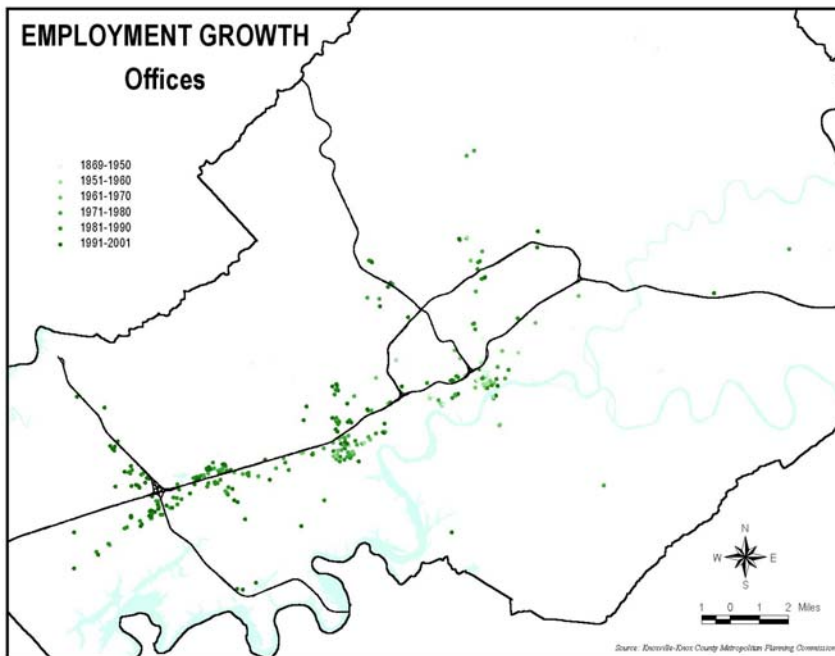 EMPLOYMENT GROWTH
Offices
1869-1950
1951-1960
1961-1970
1971-1980
1981-1990
1991-2001
N
W E
S
1 0 1 2 Miles
Source: Knoxville-Knox County Metropolitan Planning Commission